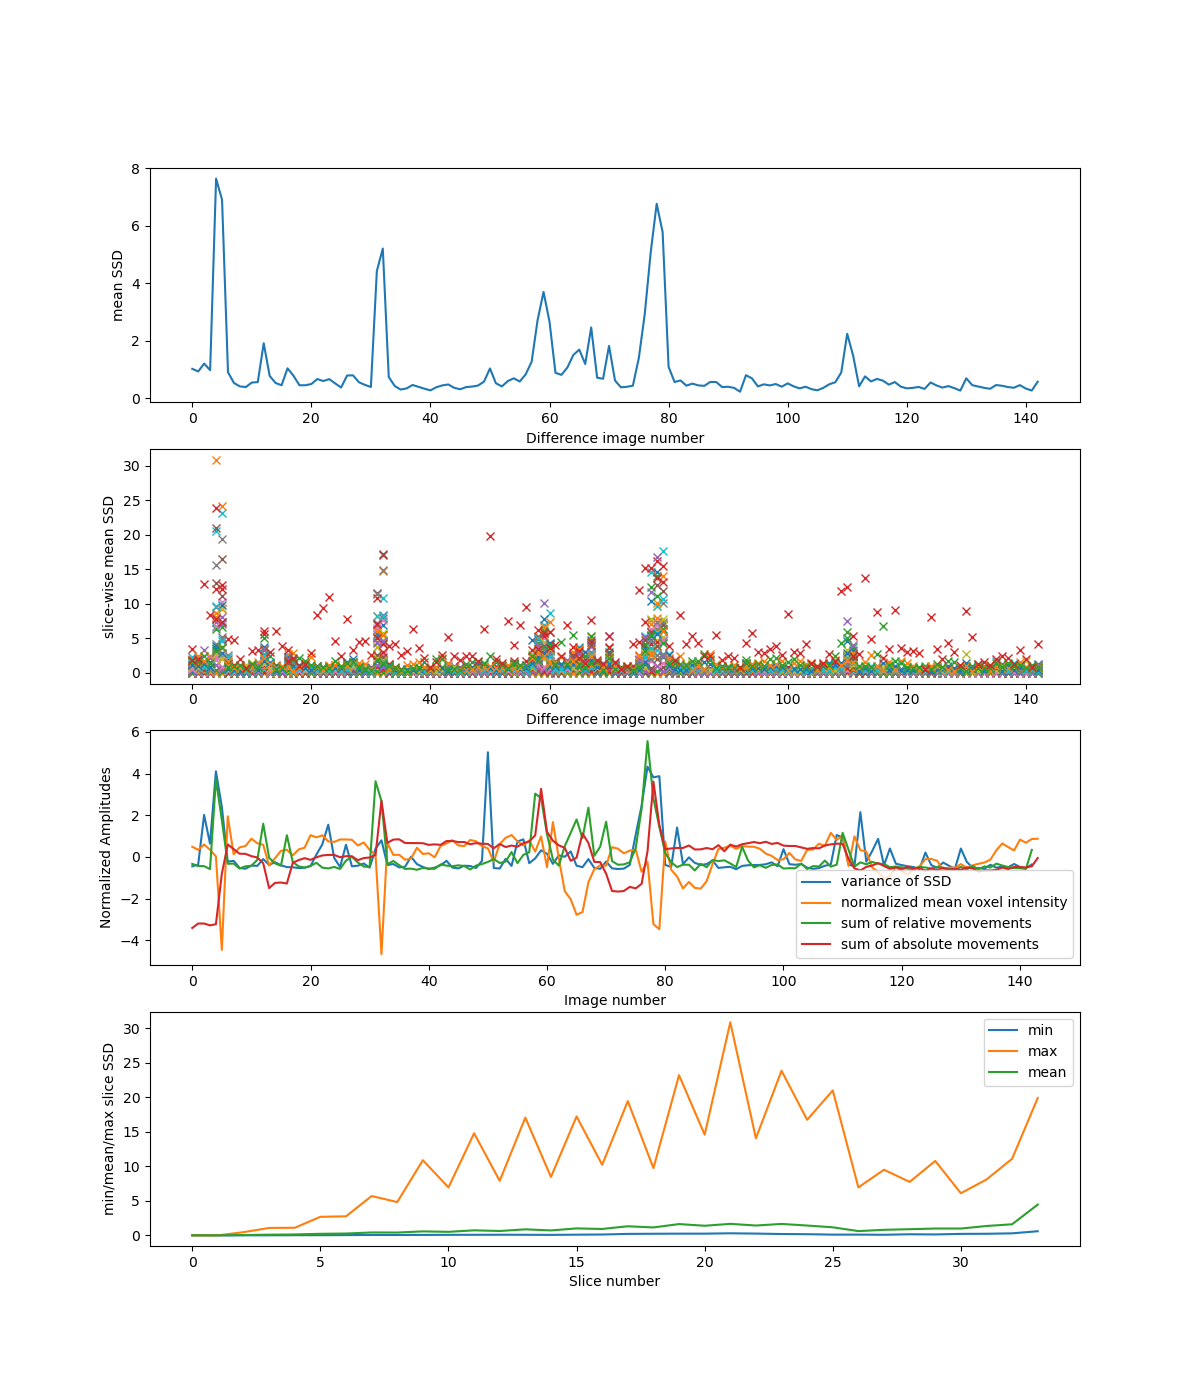 8
6
4
2
0
mean SSD
0 20 40 60 80 100 120 140
Difference image number
30
25
20
15
10
5
0
slice-wise mean SSD
0 20 40 60 80 100 120 140
Difference image number
6
4
2
0
−2
−4
Normalized Amplitudes
variance of SSD
normalized mean voxel intensity
sum of relative movements
sum of absolute movements
0 20 40 60 80 100 120 140
Image number
30
25
20
15
10
5
0
min/mean/max slice SSD
min
max
mean
0 5 10 15 20 25 30
Slice number